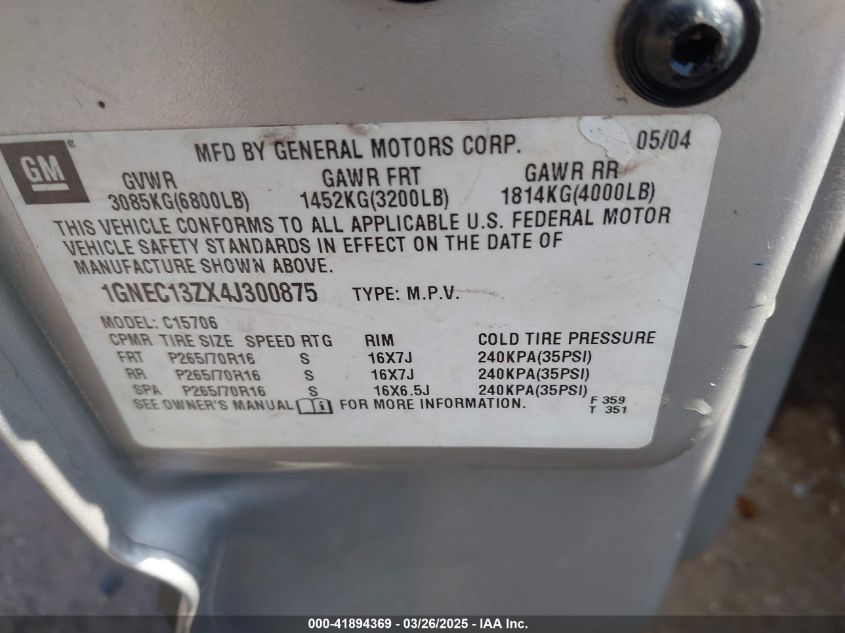 GM
MFD BY GENERAL MOTORS CORP. 05/04
GVWR GAWR FRT GAWR RR
3085KG(6800LB) 1452KG(3200LB) 1814KG(4000LB)
THIS VEHICLE CONFORMS TO ALL APPLICABLE U.S. FEDERAL MOTOR
VEHICLE SAFETY STANDARDS IN EFFECT ON THE DATE OF
MANUFACTURE SHOWN ABOVE.
1GNEC13ZX4J300875 TYPE: M.P.V.
MODEL: C15706
CPMR TIRE SIZE SPEED RTG RIM COLD TIRE PRESSURE
FRT P265/70R16 S 16X7J 240KPA(35PSI)
RR P265/70R16 S 16X7J 240KPA(35PSI)
SPA P265/70R16 S 16X6.5J 240KPA(35PSI)
SEE OWNER'S MANUAL FOR MORE INFORMATION. F 359
T 351
000-41894369 | 03/26/2025 - IAA Inc.